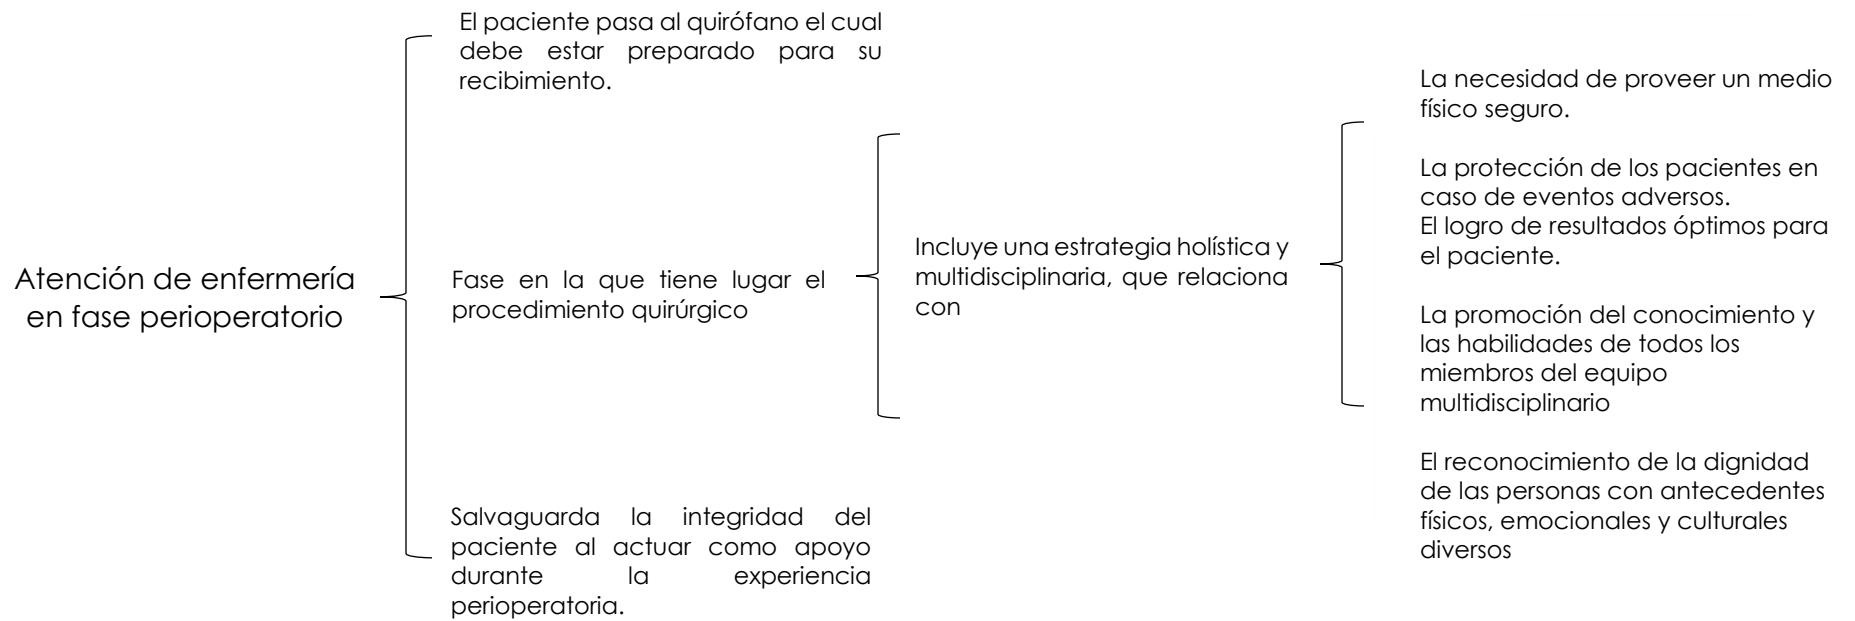 Atención de enfermería
en fase perioperatorio
El paciente pasa al quirófano el cual
debe estar preparado para su
recibimiento.
Fase en la que tiene lugar el
procedimiento quirúrgico
Salvaguarda la integridad del
paciente al actuar como apoyo
durante la experiencia
perioperatoria.
Incluye una estrategia holística y
multidisciplinaria, que relaciona
con
La necesidad de proveer un medio
físico seguro.
La protección de los pacientes en
caso de eventos adversos.
El logro de resultados óptimos para
el paciente.
La promoción del conocimiento y
las habilidades de todos los
miembros del equipo
multidisciplinario
El reconocimiento de la dignidad
de las personas con antecedentes
físicos, emocionales y culturales
diversos